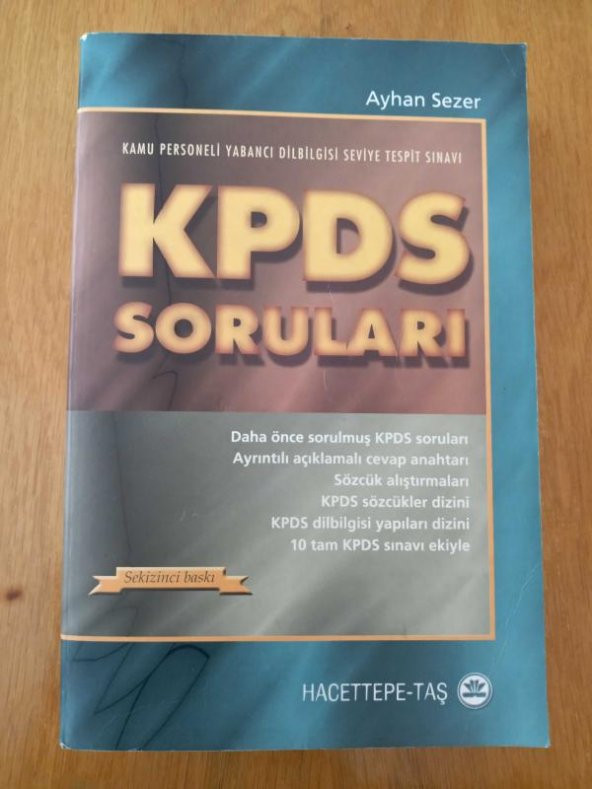 Ayhan Sezer
KAMU PERSONELİ YABANCI DİLBİLGİSİ SEVİYE TESPİT SINAVI
KPDS
SORULARI
Daha önce sorulmuş KPDS soruları
Ayrıntılı açıklamalı cevap anahtarı
Sözcük alıştırmaları
KPDS sözcükler dizini
KPDS dilbilgisi yapıları dizini
10 tam KPDS sınavı ekiyle
Sekizinci baskı
HACETTEPE-TAŞ